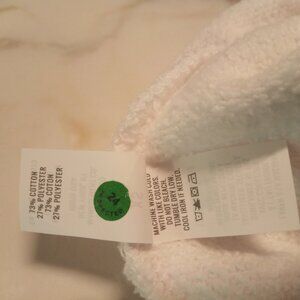 73% COTTON
27% POLYESTER
73% COTON
27% POLYESTER
24
MACHINE WASH COLD
WITH LIKE COLORS.
DO NOT BLEACH.
TUMBLE DRY LOW.
COOL IRON IF NEEDED.